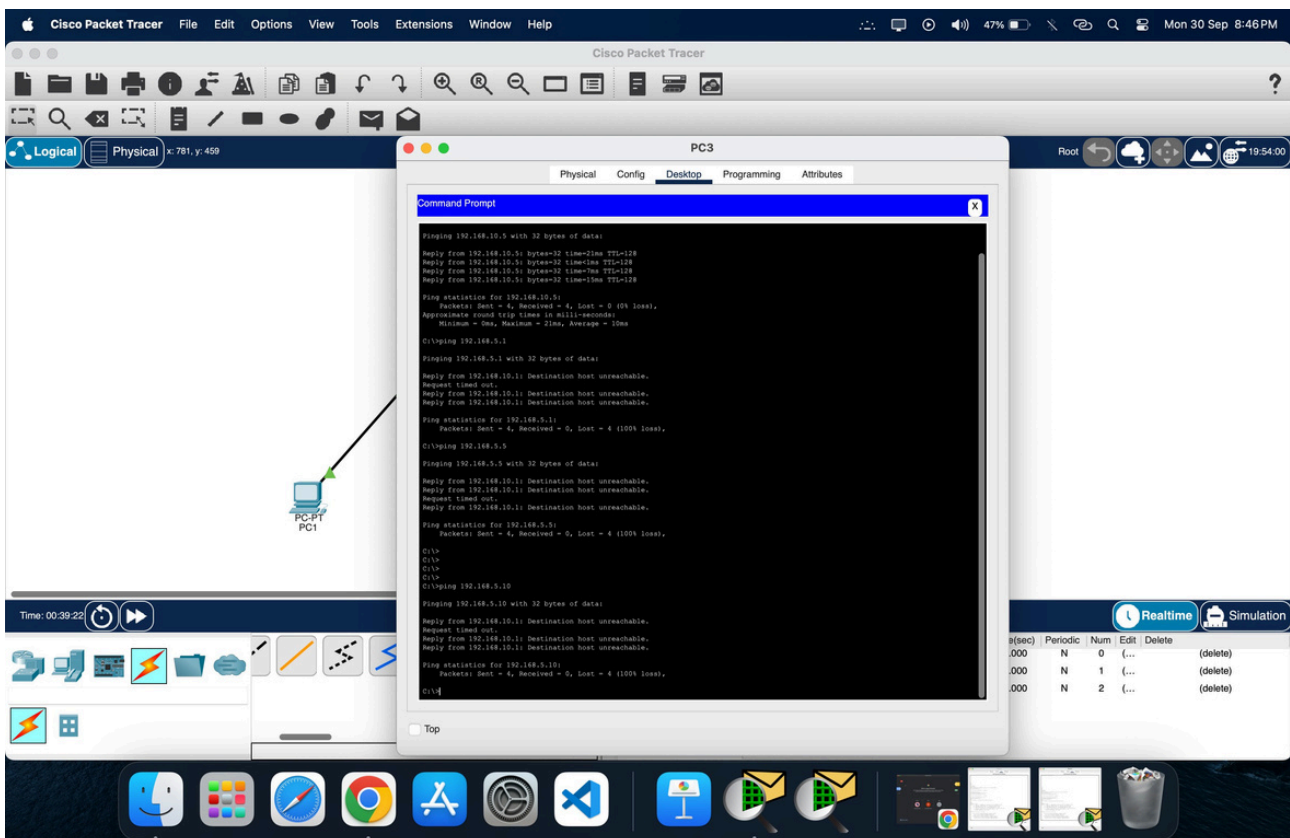 Cisco Packet Tracer File Edit Options View Tools Extensions Window Help 47% Mon 30 Sep 8:46 PM
Cisco Packet Tracer
?
Logical Physical x: 781, y: 459 Root 19:54:00
PC3
Physical Config Desktop Programming Attributes
Command Prompt X
Pinging 192.168.10.5 with 32 bytes of data:
Reply from 192.168.10.5: bytes=32 time=21ms TTL=128
Reply from 192.168.10.5: bytes=32 time<1ms TTL=128
Reply from 192.168.10.5: bytes=32 time=7ms TTL=128
Reply from 192.168.10.5: bytes=32 time=15ms TTL=128
Ping statistics for 192.168.10.5:
Packets: Sent = 4, Received = 4, Lost = 0 (0% loss),
Approximate round trip times in milli-seconds:
Minimum = 0ms, Maximum = 21ms, Average = 10ms
C:\>ping 192.168.5.1
Pinging 192.168.5.1 with 32 bytes of data:
Reply from 192.168.10.1: Destination host unreachable.
Request timed out.
Reply from 192.168.10.1: Destination host unreachable.
Reply from 192.168.10.1: Destination host unreachable.
Ping statistics for 192.168.5.1:
Packets: Sent = 4, Received = 0, Lost = 4 (100% loss),
C:\>ping 192.168.5.5
Pinging 192.168.5.5 with 32 bytes of data:
Reply from 192.168.10.1: Destination host unreachable.
Reply from 192.168.10.1: Destination host unreachable.
Request timed out.
Reply from 192.168.10.1: Destination host unreachable.
Ping statistics for 192.168.5.5:
Packets: Sent = 4, Received = 0, Lost = 4 (100% loss),
C:\>
C:\>
C:\>
C:\>
C:\>ping 192.168.5.10
Pinging 192.168.5.10 with 32 bytes of data:
Reply from 192.168.10.1: Destination host unreachable.
Request timed out.
Reply from 192.168.10.1: Destination host unreachable.
Reply from 192.168.10.1: Destination host unreachable.
Ping statistics for 192.168.5.10:
Packets: Sent = 4, Received = 0, Lost = 4 (100% loss),
C:\>
Top
PC-PT
PC1
Time: 00:39:22 Realtime Simulation
e(sec) Periodic Num Edit Delete
.000 N 0 (... (delete)
.000 N 1 (... (delete)
.000 N 2 (... (delete)